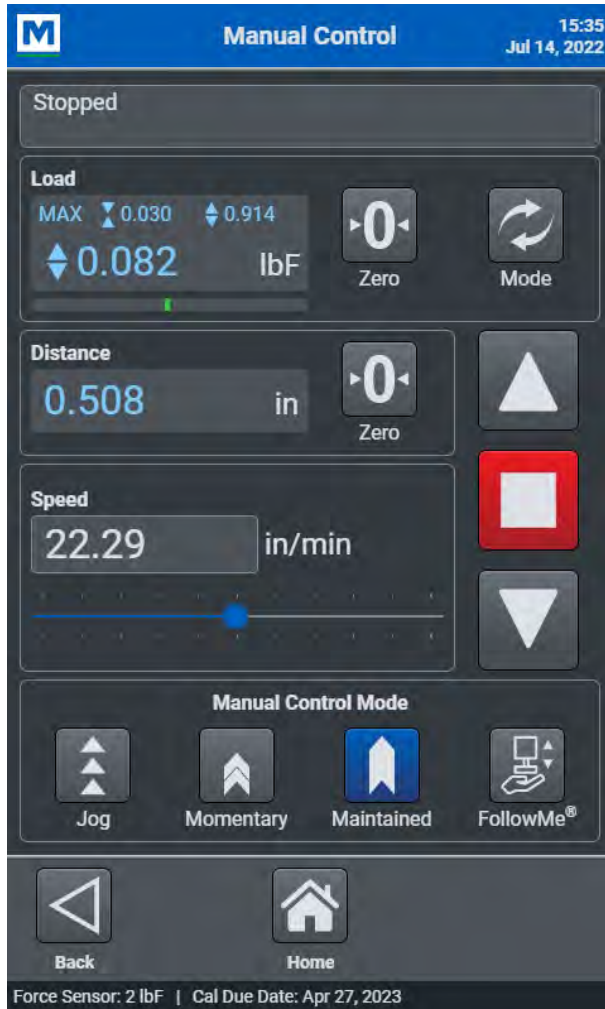 M
Manual Control
15:35
Jul 14, 2022
Stopped
Load
MAX 0.030 0.914
0.082 lbF
0
Zero
Mode
Distance
0.508 in
0
Zero
Speed
22.29 in/min
Manual Control Mode
Jog
Momentary
Maintained
FollowMe®
Back
Home
Force Sensor: 2 lbF | Cal Due Date: Apr 27, 2023